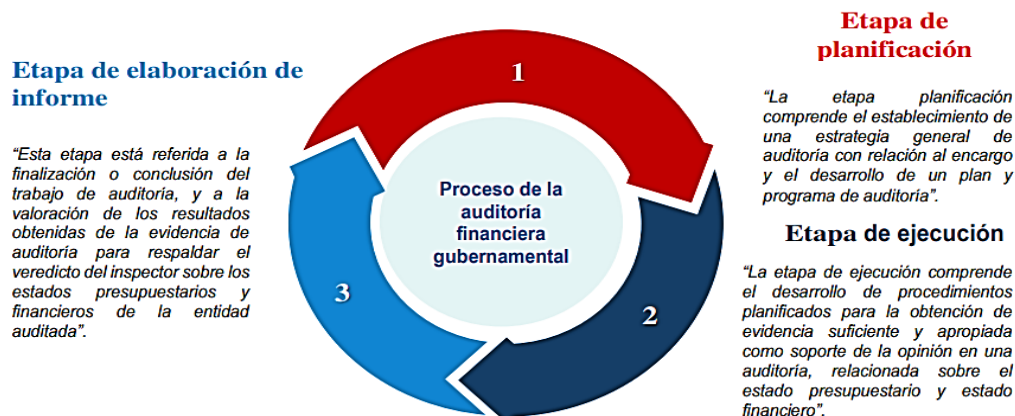 Etapa de
planificación
1
Etapa de elaboración de
informe
“La etapa planificación
comprende el establecimiento de
una estrategia general de
auditoría con relación al encargo
y el desarrollo de un plan y
programa de auditoría”.
“Esta etapa está referida a la
finalización o conclusión del
trabajo de auditoría, y a la
valoración de los resultados
obtenidas de la evidencia de
auditoría para respaldar el
veredicto del inspector sobre los
estados presupuestarios y
financieros de la entidad
auditada”.
Proceso de la
auditoría
financiera
gubernamental
Etapa de ejecución
“La etapa de ejecución comprende
el desarrollo de procedimientos
planificados para la obtención de
evidencia suficiente y apropiada
como soporte de la opinión en una
auditoría, relacionada sobre el
estado presupuestario y estado
financiero”.
3
2